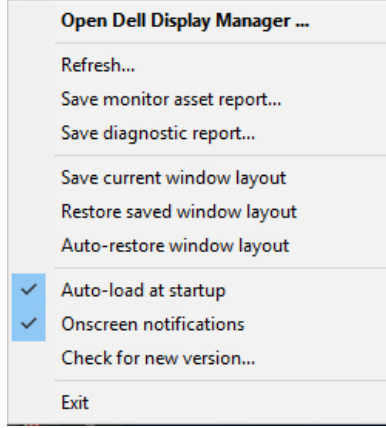 Open Dell Display Manager ...
Refresh...
Save monitor asset report...
Save diagnostic report...
Save current window layout
Restore saved window layout
Auto-restore window layout
Auto-load at startup
Onscreen notifications
Check for new version...
Exit